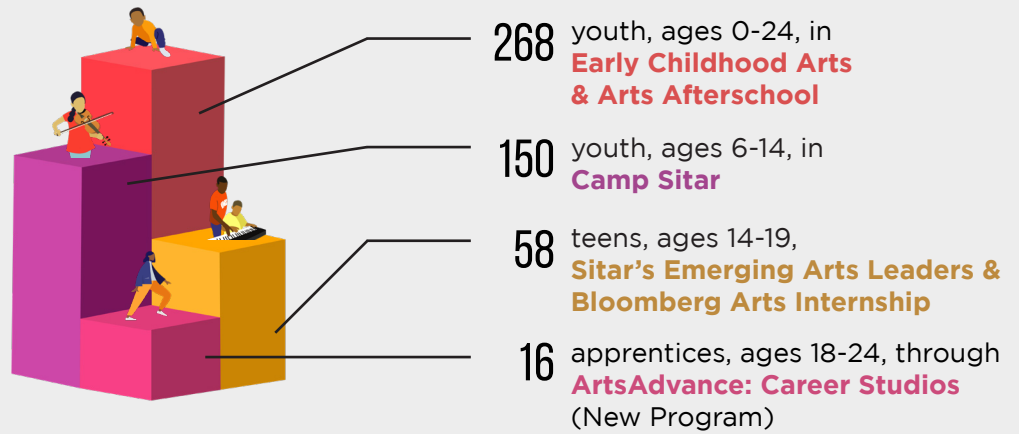 268 youth, ages 0-24, in
Early Childhood Arts
& Arts Afterschool
150 youth, ages 6-14, in
Camp Sitar
58 teens, ages 14-19,
Sitar’s Emerging Arts Leaders &
Bloomberg Arts Internship
16 apprentices, ages 18-24, through
ArtsAdvance: Career Studios
(New Program)